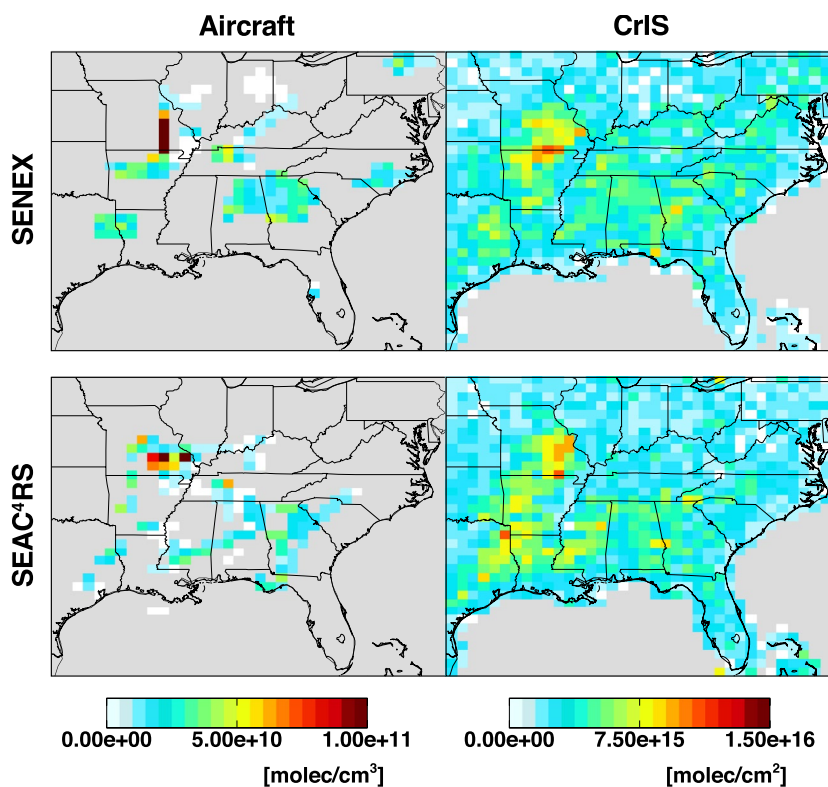 Aircraft CrIS
SENEX
SEAC⁴RS
0.00e+00 5.00e+10 1.00e+11
[molec/cm³]
0.00e+00 7.50e+15 1.50e+16
[molec/cm²]